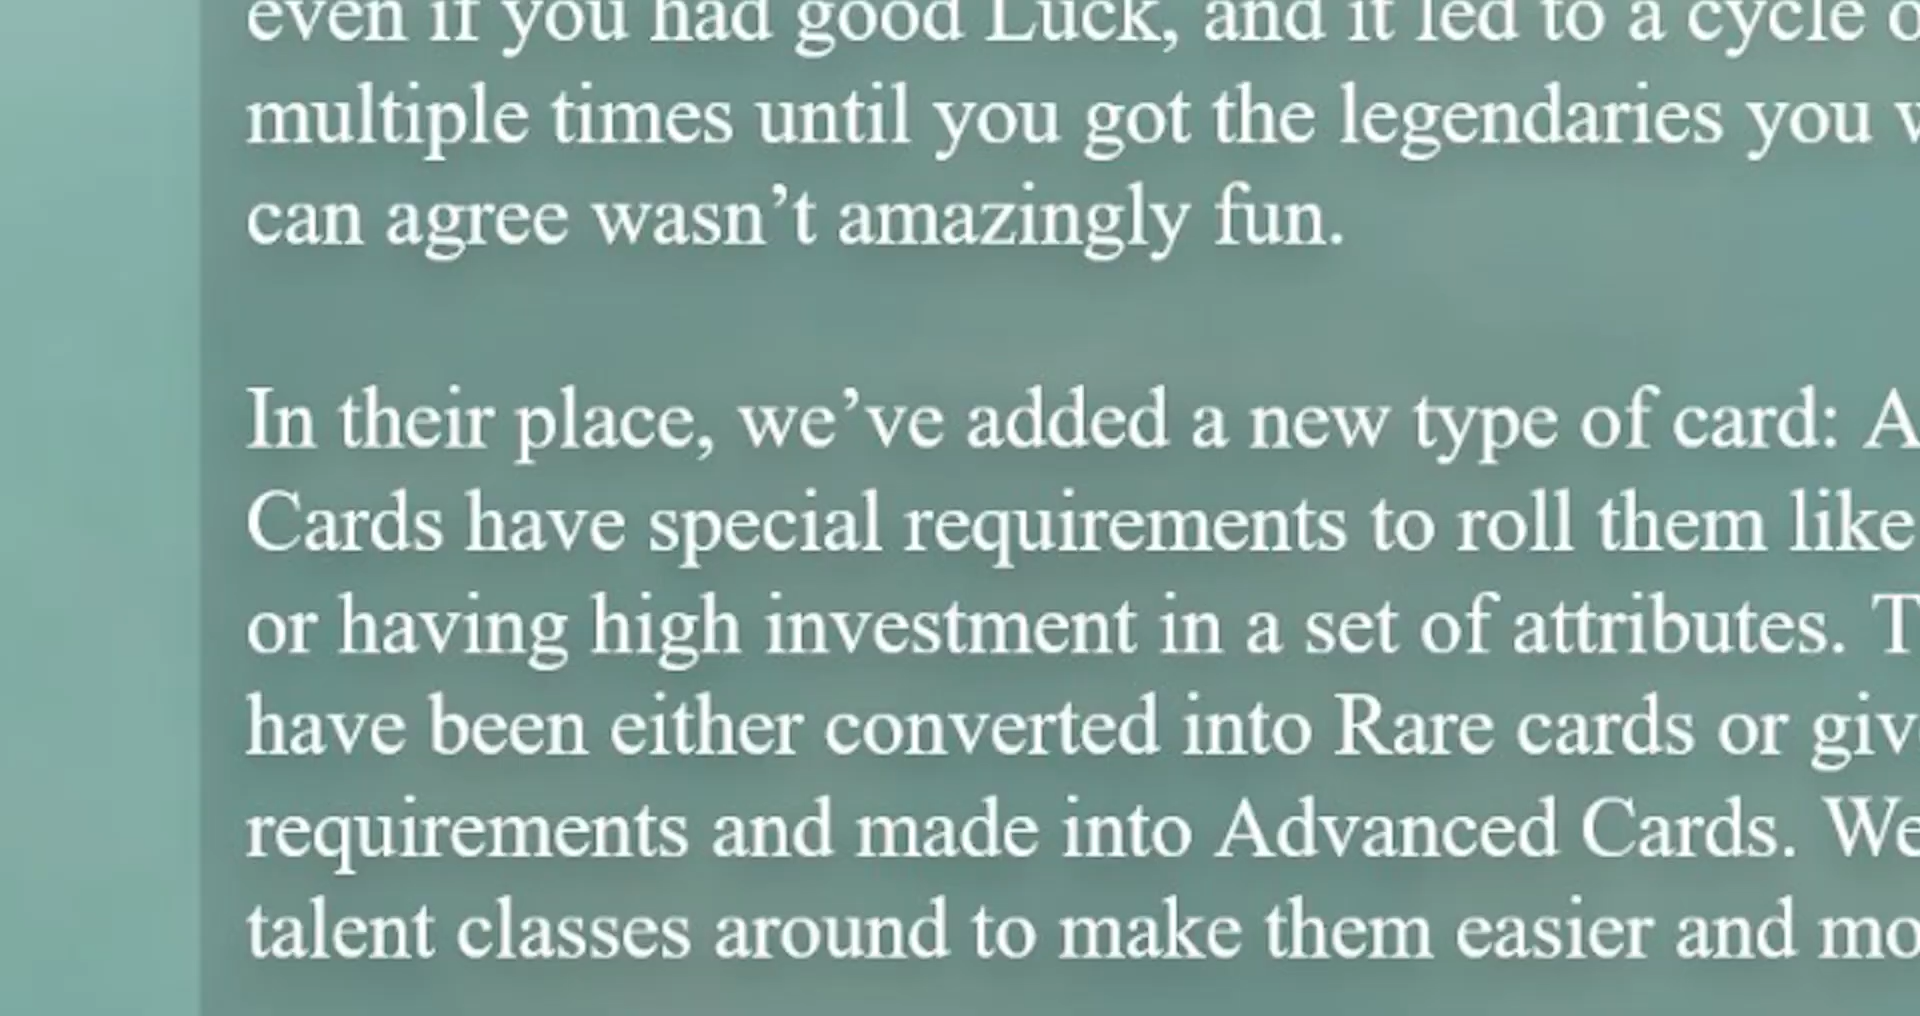 even if you had good Luck, and it led to a cycle
multiple times until you got the legendaries you
can agree wasn’t amazingly fun.
In their place, we’ve added a new type of card:
Cards have special requirements to roll them like
or having high investment in a set of attributes.
have been either converted into Rare cards or
requirements and made into Advanced Cards. We
talent classes around to make them easier and